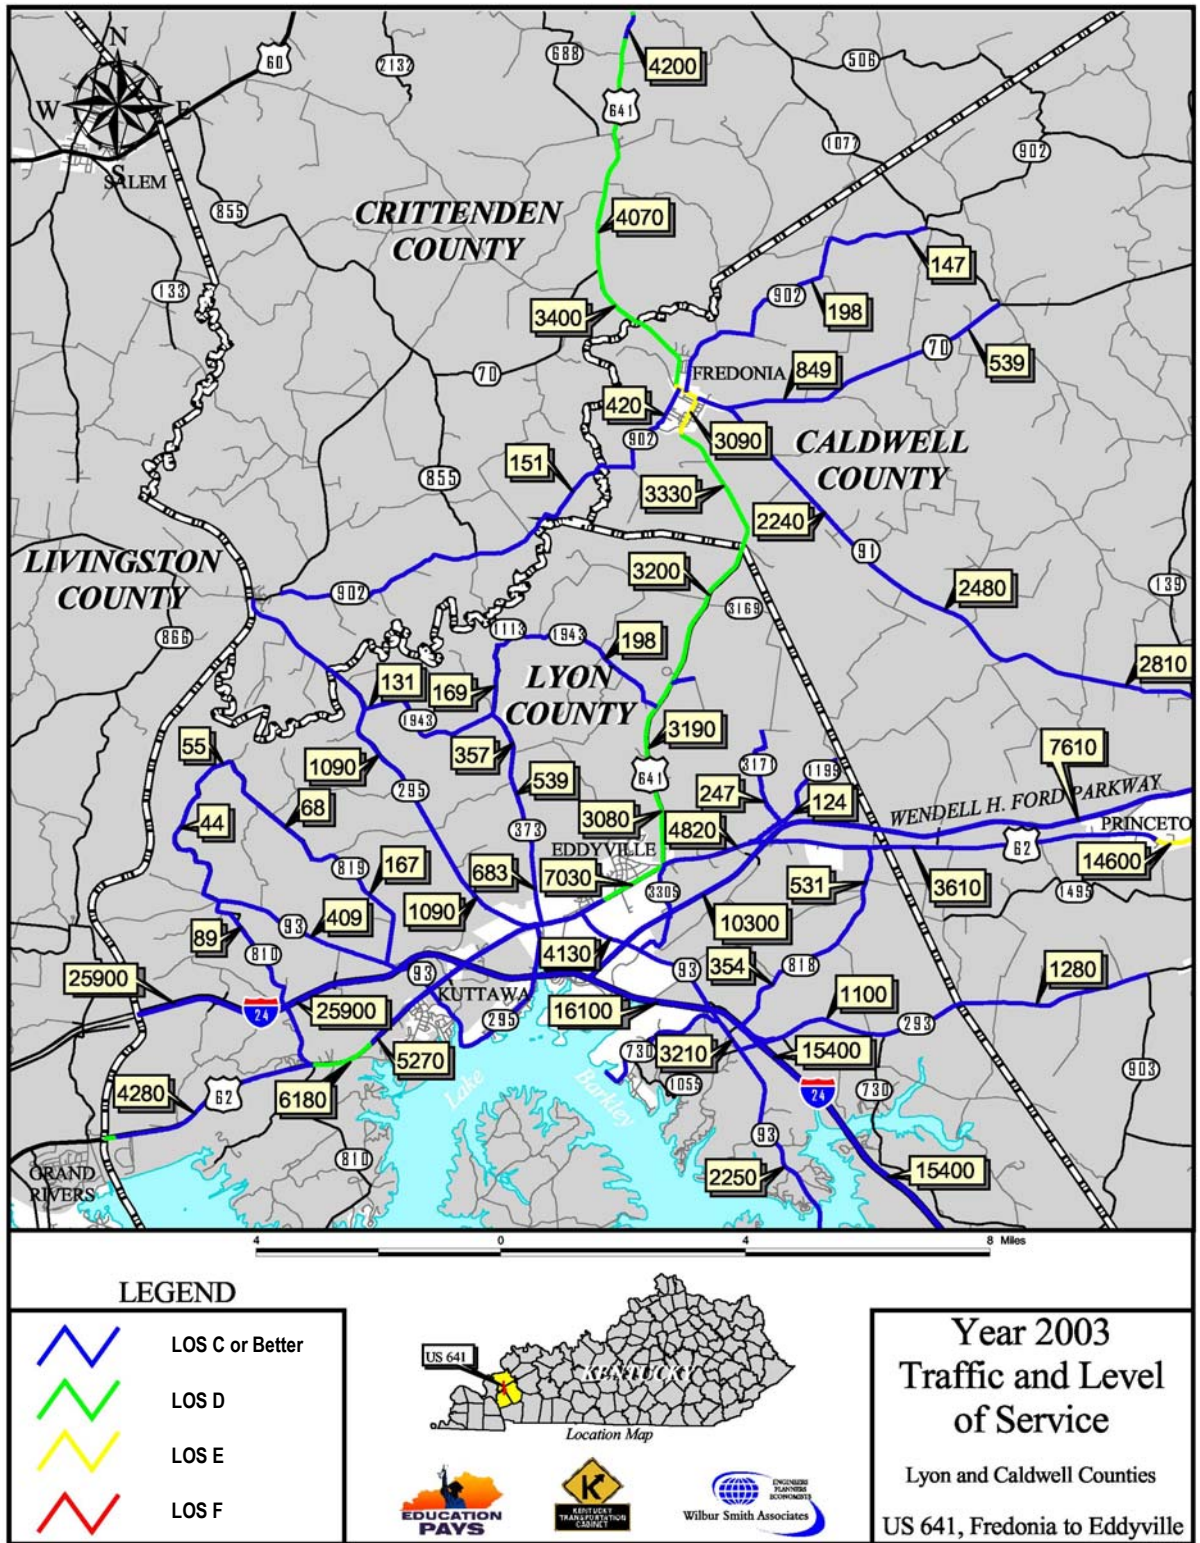 688
2132
506
60
4200
N
641
W
E
1077
902
S
SALEM
855
CRITTENDEN
COUNTY
4070
147
133
902
198
3400
70
70
539
FREDONIA
849
420
902
3090
CALDWELL
COUNTY
151
855
3330
2240
91
LIVINGSTON
COUNTY
902
3200
3169
2480
139
866
1113
1943
198
131
169
LYON
COUNTY
2810
1943
55
357
3190
1090
641
3171
1195
7610
295
539
247
124
WENDELL H. FORD PARKWAY
44
68
3080
4820
PRINCETO
373
EDDYVILLE
62
14600
819
167
683
7030
3305
531
3610
1495
1090
10300
409
93
89
810
4130
93
354
818
25900
93
1280
KUTTAWA
24
25900
295
16100
1100
293
5270
730
3210
15400
Lake
Barkley
1055
903
4280
62
6180
24
730
93
810
GRAND
RIVERS
2250
15400
4
0
4
8 Miles
LEGEND
LOS C or Better
LOS D
LOS E
LOS F
US 641
KENTUCKY
Location Map
EDUCATION
PAYS
K
KENTUCKY
TRANSPORTATION
CABINET
ENGINEERS
PLANNERS
ECONOMISTS
Wilbur Smith Associates
Year 2003
Traffic and Level
of Service
Lyon and Caldwell Counties
US 641, Fredonia to Eddyville